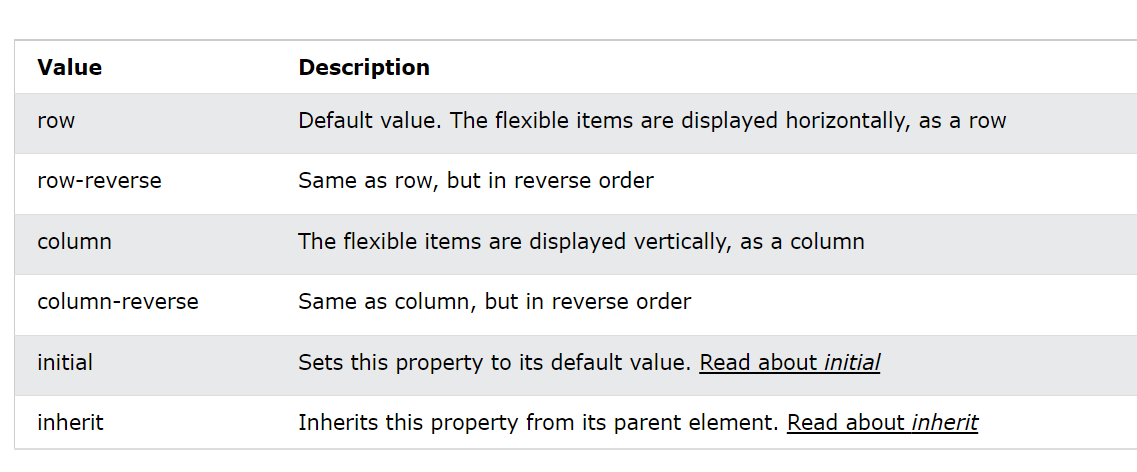 Value Description
row Default value. The flexible items are displayed horizontally, as a row
row-reverse Same as row, but in reverse order
column The flexible items are displayed vertically, as a column
column-reverse Same as column, but in reverse order
initial Sets this property to its default value. Read about initial
inherit Inherits this property from its parent element. Read about inherit